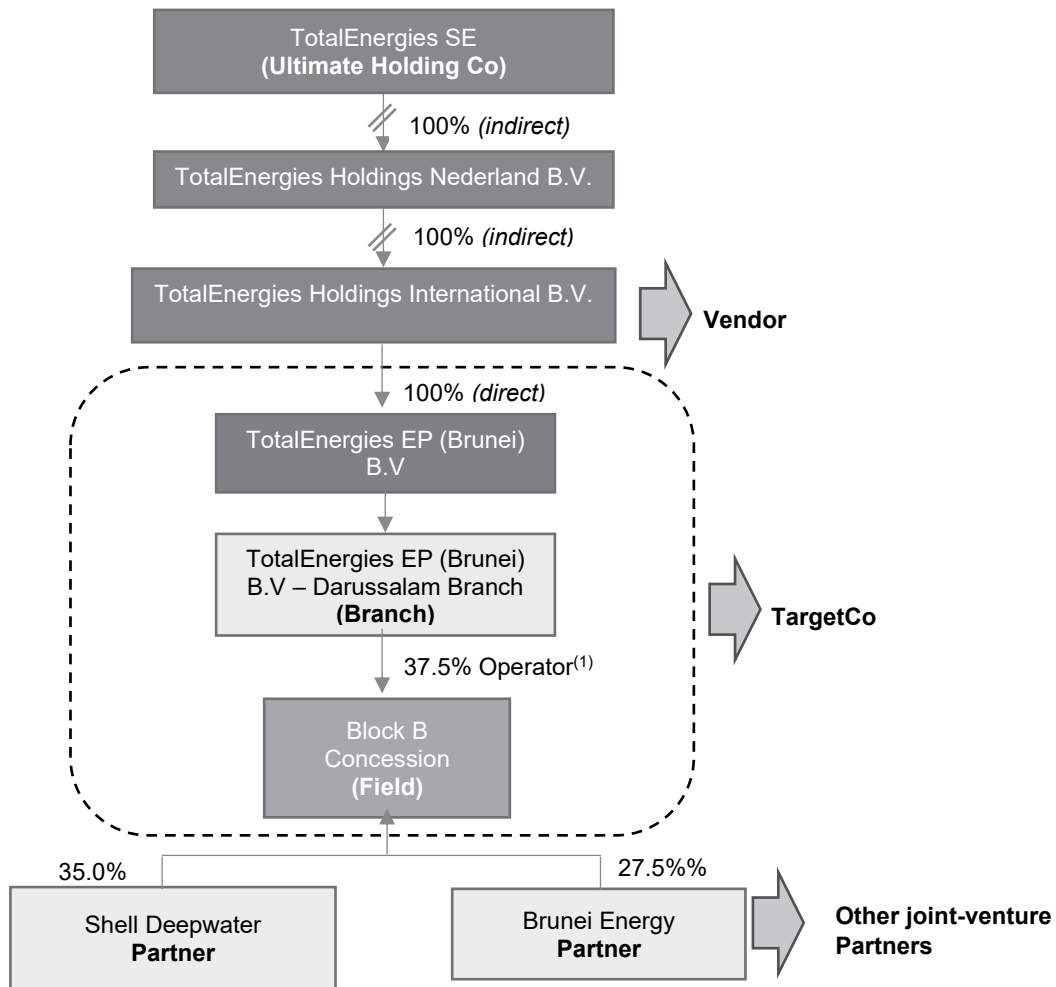 TotalEnergies SE
(Ultimate Holding Co)
100% (indirect)
TotalEnergies Holdings Nederland B.V.
100% (indirect)
TotalEnergies Holdings International B.V.
Vendor
100% (direct)
TotalEnergies EP (Brunei)
B.V
TotalEnergies EP (Brunei)
B.V – Darussalam Branch
(Branch)
TargetCo
37.5% Operator(1)
Block B
Concession
(Field)
35.0%
27.5%%
Shell Deepwater
Partner
Brunei Energy
Partner
Other joint-venture
Partners